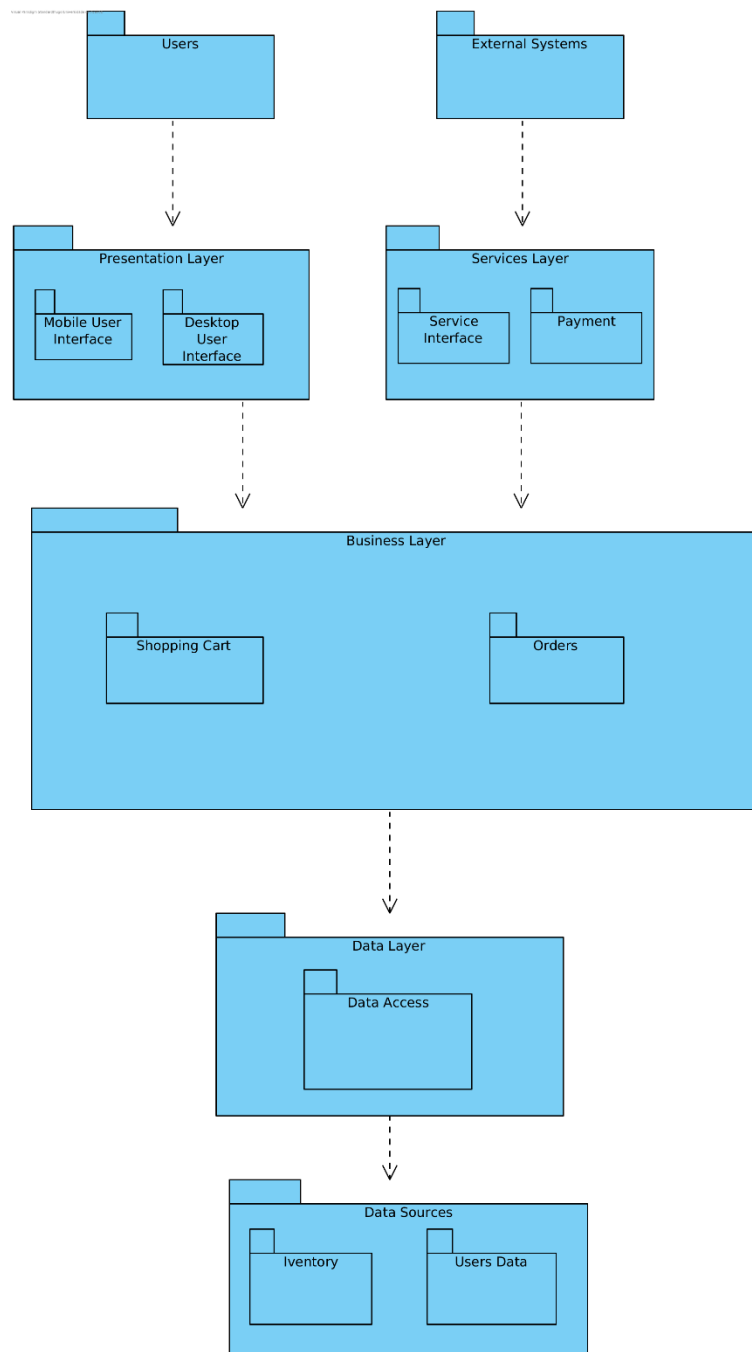 Users
External Systems
Presentation Layer
Services Layer
Mobile User
Interface
Desktop
User
Interface
Service
Interface
Payment
Business Layer
Shopping Cart
Orders
Data Layer
Data Access
Data Sources
Iventory
Users Data